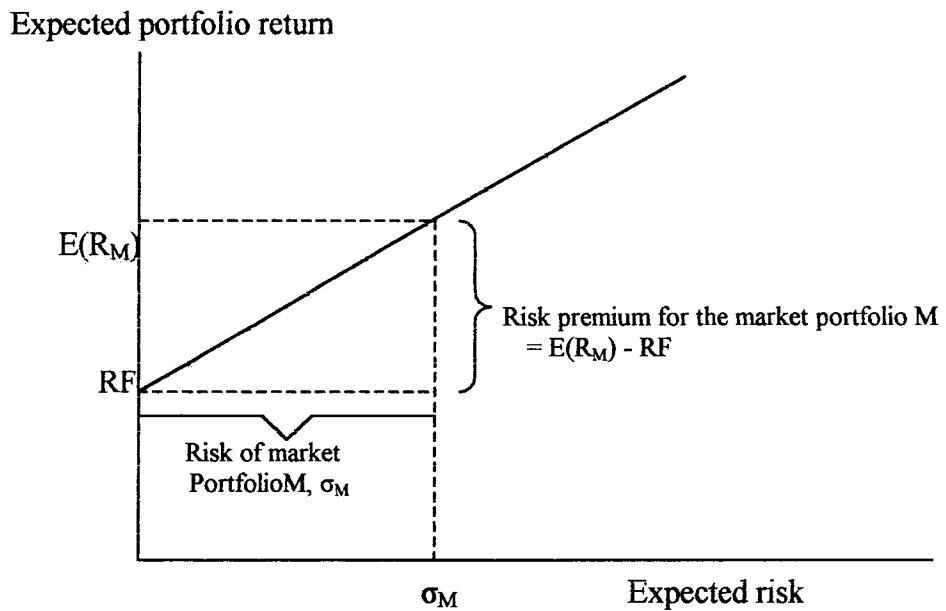 Expected portfolio return
E(R_M)
Risk premium for the market portfolio M
= E(R_M) - RF
RF
Risk of market
PortfolioM, σ_M
σ_M
Expected risk